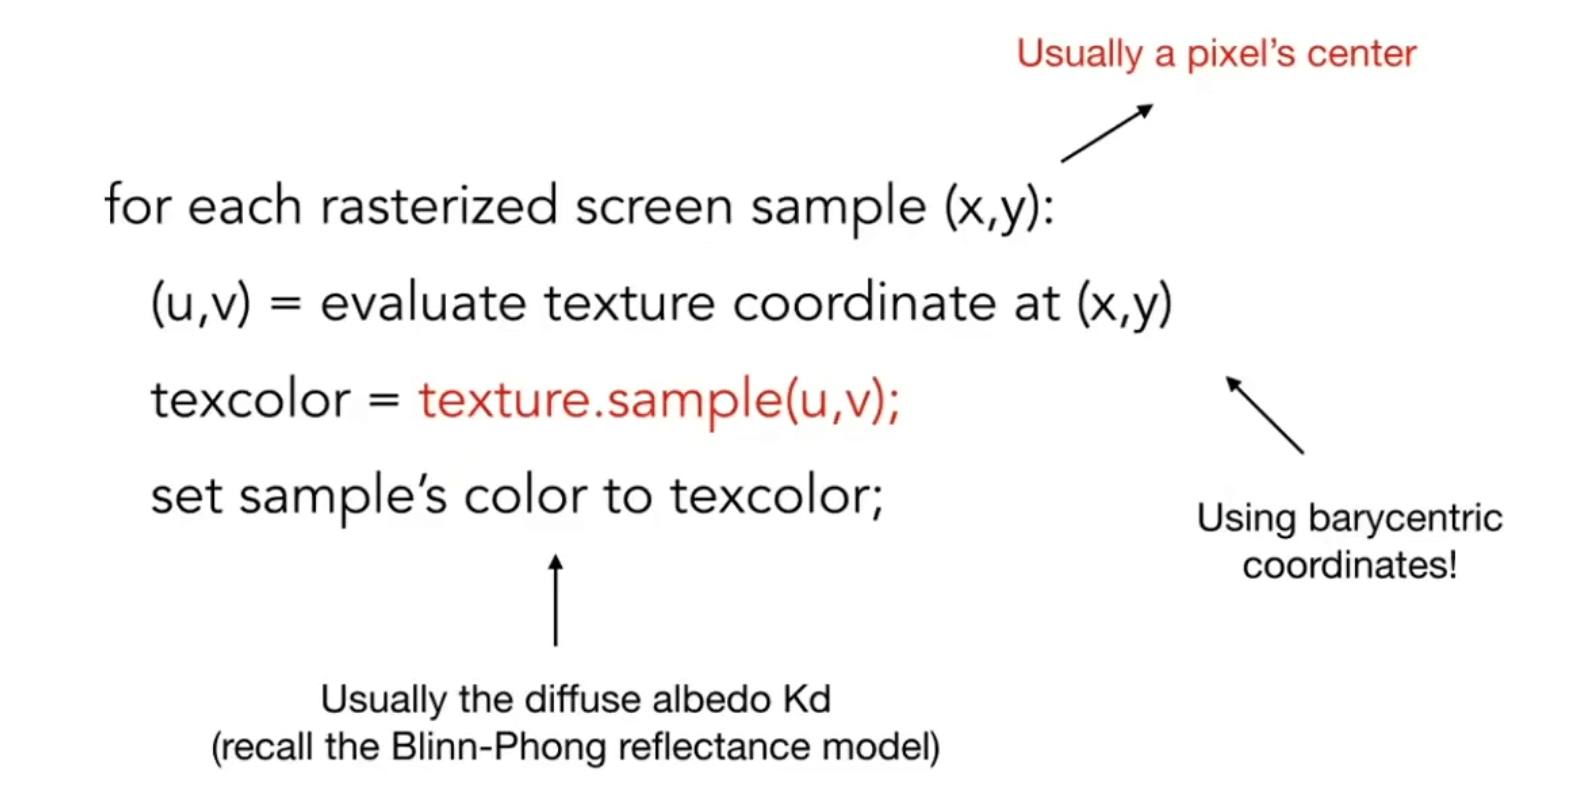 Usually a pixel’s center
for each rasterized screen sample (x,y):
(u,v) = evaluate texture coordinate at (x,y)
texcolor = texture.sample(u,v);
set sample’s color to texcolor;
Using barycentric
coordinates!
Usually the diffuse albedo Kd
(recall the Blinn-Phong reflectance model)